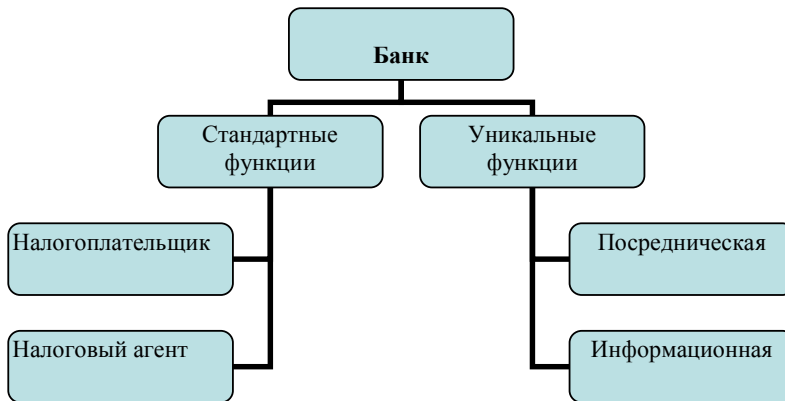 Банк
Стандартные
функции
Уникальные
функции
Налогоплательщик
Посредническая
Налоговый агент
Информационная